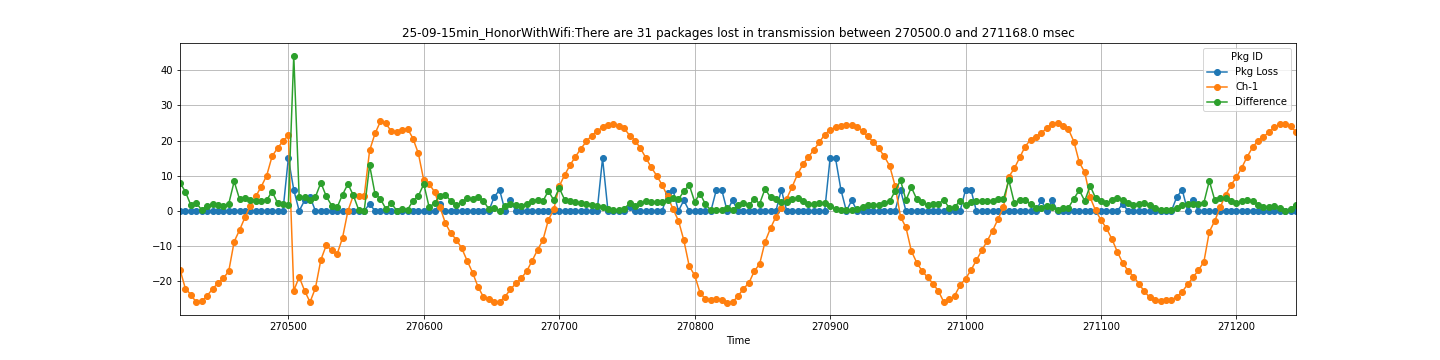 25-09-15min_HonorWithWifi:There are 31 packages lost in transmission between 270500.0 and 271168.0 msec
Pkg ID
Pkg Loss
Ch-1
Difference
40
30
20
10
0
−10
−20
270500 270600 270700 270800 270900 271000 271100 271200
Time